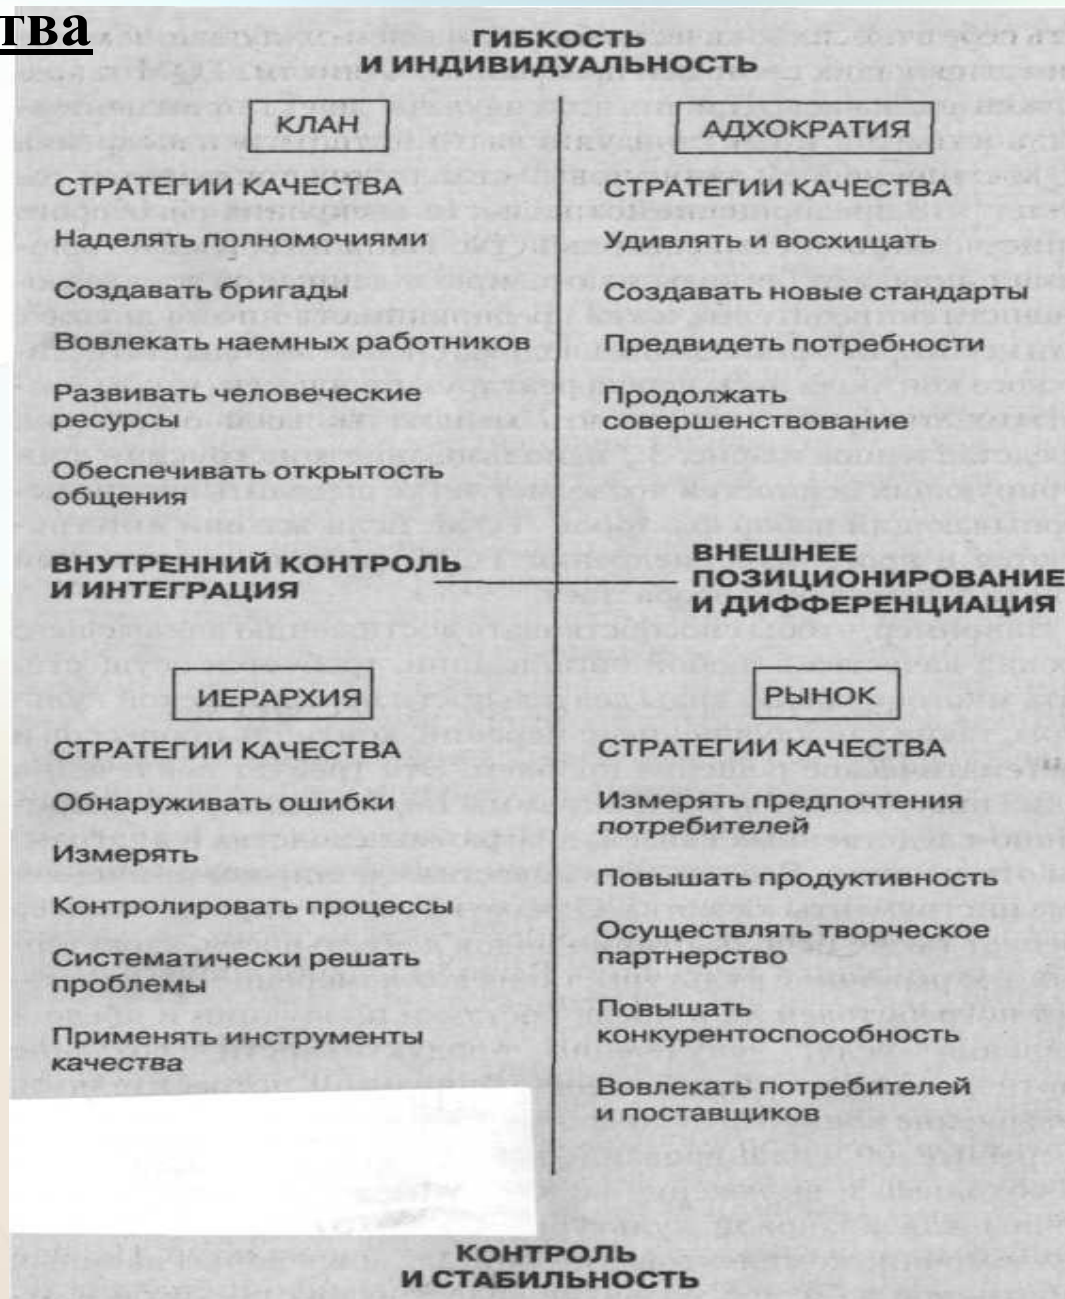 тва
ГИБКОСТЬ
И ИНДИВИДУАЛЬНОСТЬ
КЛАН
СТРАТЕГИИ КАЧЕСТВА
Наделять полномочиями
Создавать бригады
Вовлекать наемных работников
Развивать человеческие
ресурсы
Обеспечивать открытость
общения
АДХОКРАТИЯ
СТРАТЕГИИ КАЧЕСТВА
Удивлять и восхищать
Создавать новые стандарты
Предвидеть потребности
Продолжать
совершенствование
ВНУТРЕННИЙ КОНТРОЛЬ
И ИНТЕГРАЦИЯ
ВНЕШНЕЕ
ПОЗИЦИОНИРОВАНИЕ
И ДИФФЕРЕНЦИАЦИЯ
ИЕРАРХИЯ
СТРАТЕГИИ КАЧЕСТВА
Обнаруживать ошибки
Измерять
Контролировать процессы
Систематически решать
проблемы
Применять инструменты
качества
РЫНОК
СТРАТЕГИИ КАЧЕСТВА
Измерять предпочтения
потребителей
Повышать продуктивность
Осуществлять творческое
партнерство
Повышать
конкурентоспособность
Вовлекать потребителей
и поставщиков
КОНТРОЛЬ
И СТАБИЛЬНОСТЬ